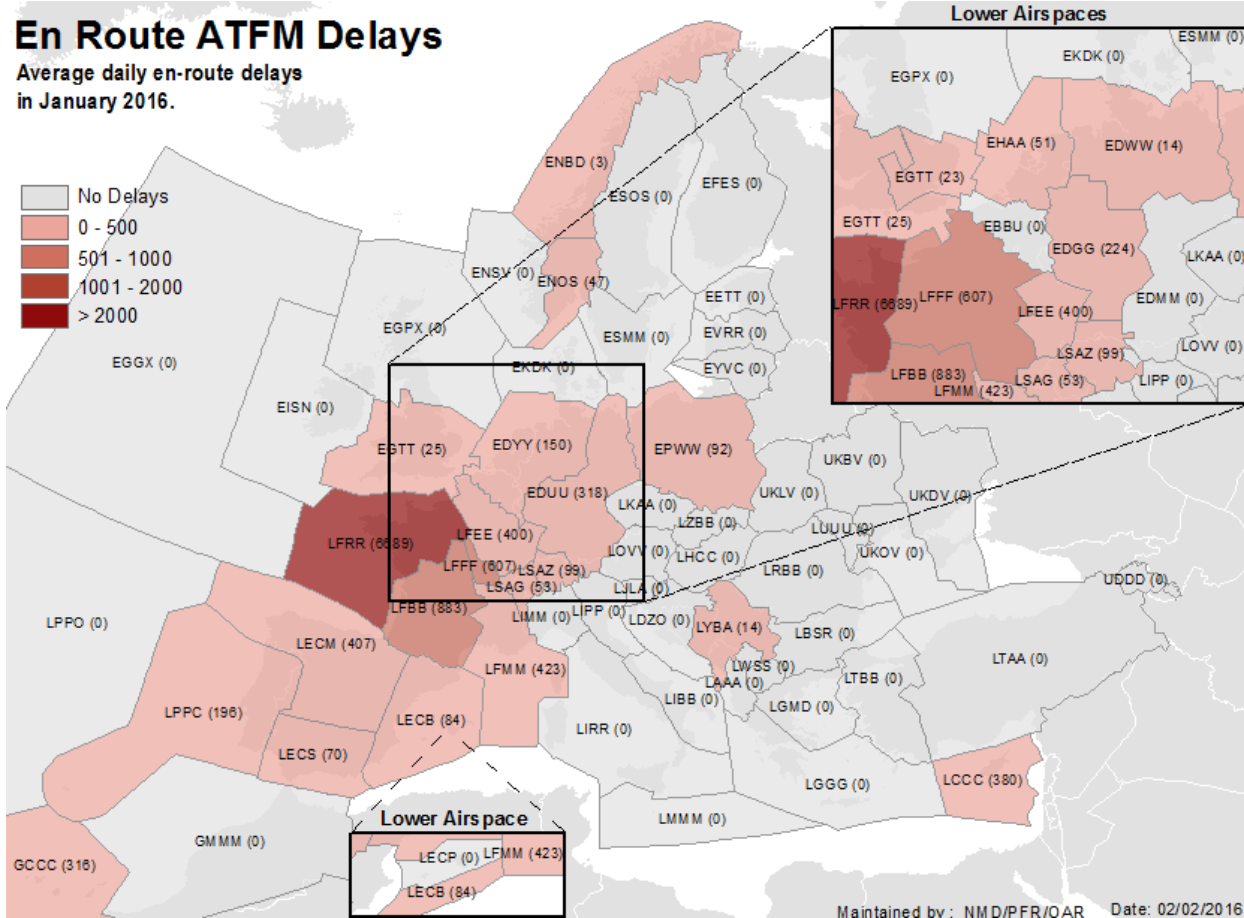 En Route ATFM Delays
Average daily en-route delays
in January 2016.
No Delays
0 - 500
501 - 1000
1001 - 2000
> 2000
Lower Airspaces
ESMM (0)
EKDK (0)
EGPX (0)
EHAA (51)
EDWW (14)
EGTT (23)
EGTT (25)
EBBU (0)
EDGG (224)
LKAA (0)
LFRR (6689)
LFFF (607)
EDMM (0)
LFEE (400)
LOVV (0)
LSAZ (99)
LFBB (883)
LSAG (53)
LIPP (0)
LFMM (423)
ENBD (3)
ESOS (0)
EFES (0)
ENSV (0)
ENOS (47)
EETT (0)
EGPX (0)
EVRR (0)
ESMM (0)
EGGX (0)
EKDK (0)
EYVC (0)
EISN (0)
EGTT (25)
EDYY (150)
EPWW (92)
UKBV (0)
EDUU (318)
UKLV (0)
UKDV (0)
LKAA (0)
LZBB (0)
LFEE (400)
LUUU (0)
LFRR (6689)
LOVV (0)
LHCC (0)
UKOV (0)
LFFF (607)
LSAZ (99)
LRBB (0)
LSAG (53)
LJLA (0)
UDDD (0)
LFBB (883)
LIMM (0)
LIPP (0)
LDZO (0)
LYBA (14)
LBSR (0)
LPPO (0)
LECM (407)
LFMM (423)
LWSS (0)
LTAA (0)
LAAA (0)
LTBB (0)
LPPC (196)
LECB (84)
LIBB (0)
LGMD (0)
LIRR (0)
LECS (70)
LCCC (380)
LGGG (0)
Lower Airspace
LMMM (0)
GMMM (0)
LECP (0)
LFMM (423)
GCCC (316)
LECB (84)
Maintained by : NMD/PFR/OAR Date: 02/02/2016